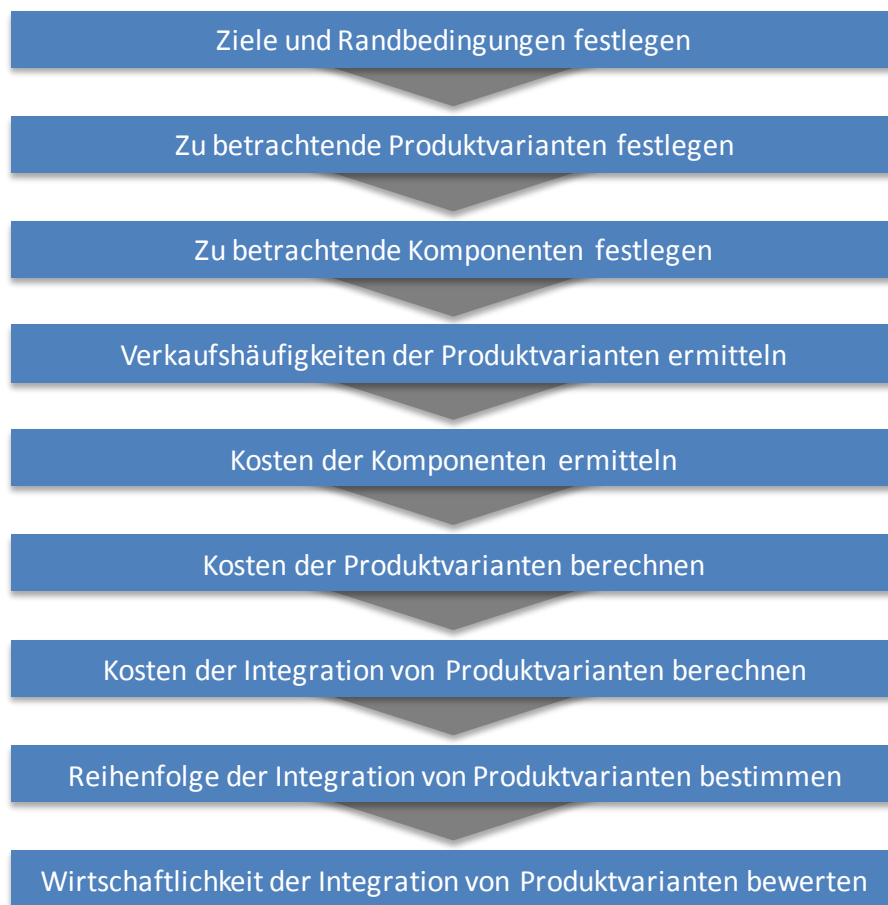 Ziele und Randbedingungen festlegen
Zu betrachtende Produktvarianten festlegen
Zu betrachtende Komponenten festlegen
Verkaufshäufigkeiten der Produktvarianten ermitteln
Kosten der Komponenten ermitteln
Kosten der Produktvarianten berechnen
Kosten der Integration von Produktvarianten berechnen
Reihenfolge der Integration von Produktvarianten bestimmen
Wirtschaftlichkeit der Integration von Produktvarianten bewerten